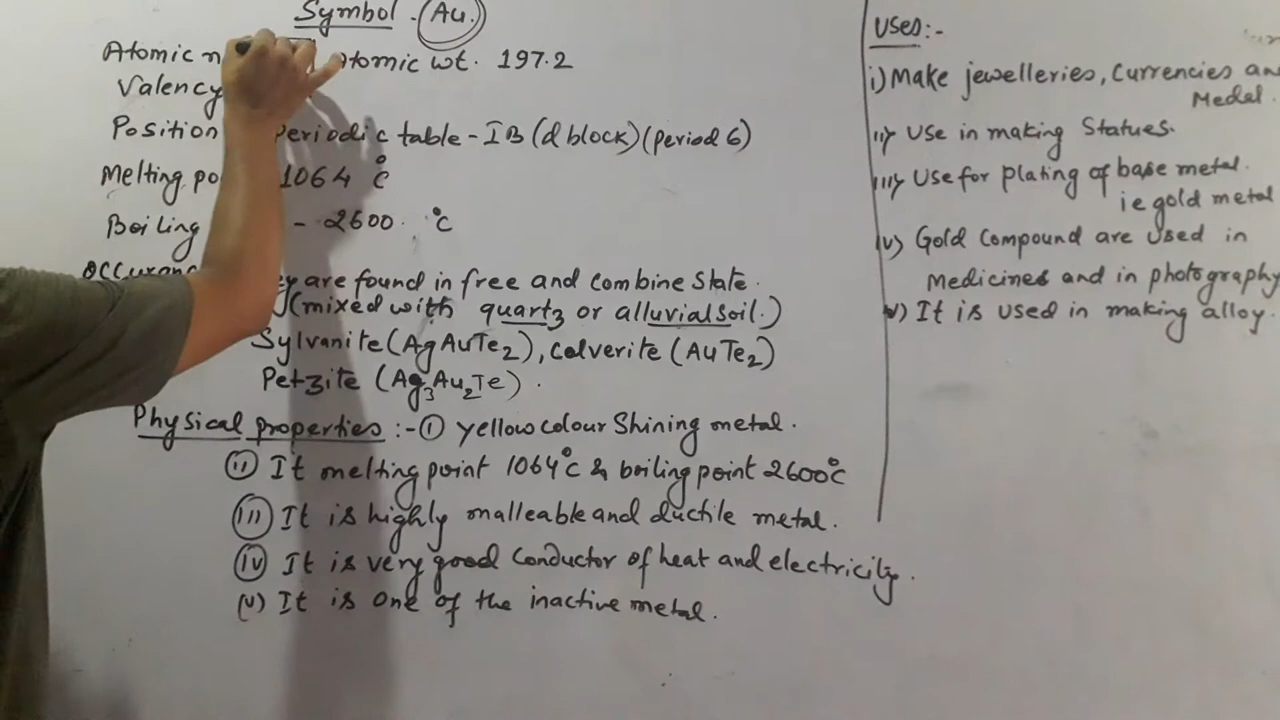 Symbol - Au.
Atomic n tomic wt. 197.2
Valency
Position periodic table - IB (d block) (period 6)
Melting po 1064 °C
Boiling - 2600 °C
Occuranc ey are found in free and combine state.
(mixed with quartz or alluvial soil.)
Sylvanite (AgAuTe2), Calverite (AuTe2)
Petzite (Ag3Au2Te).
Physical properties :- (i) yellow colour shining metal.
(ii) It melting point 1064°C & boiling point 2600°C
(iii) It is highly malleable and ductile metal.
(iv) It is very good conductor of heat and electricity.
(v) It is one of the inactive metal.
Uses:-
i) Make jewelleries, Currencies an
Medel.
ii) Use in making Statues.
iii) Use for plating of base metal.
ie gold metal
iv) Gold Compound are used in
medicines and in photography
v) It is used in making alloy.